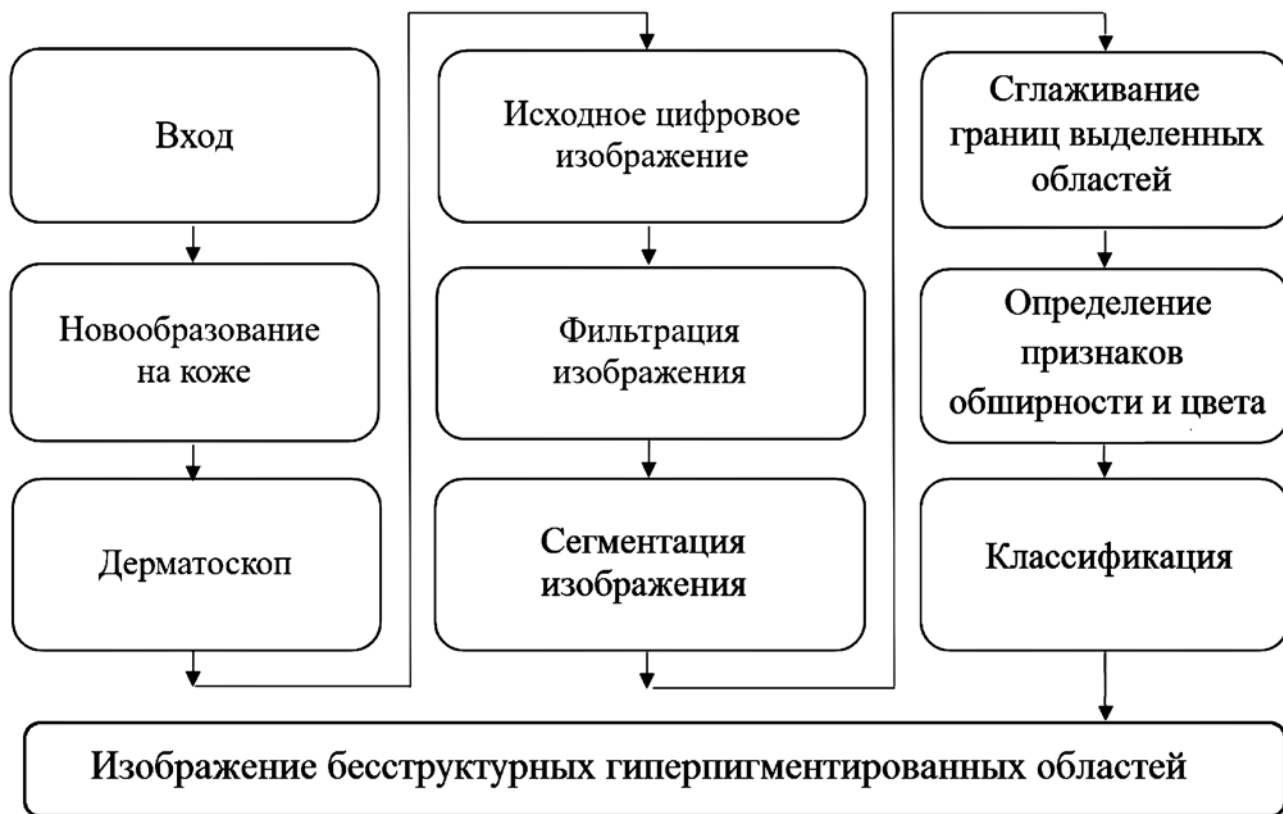 Вход
Новообразование
на коже
Дерматоскоп
Исходное цифровое
изображение
Фильтрация
изображения
Сегментация
изображения
Сглаживание
границ выделенных
областей
Определение
признаков
обширности и цвета
Классификация
Изображение бесструктурных гиперпигментированных областей